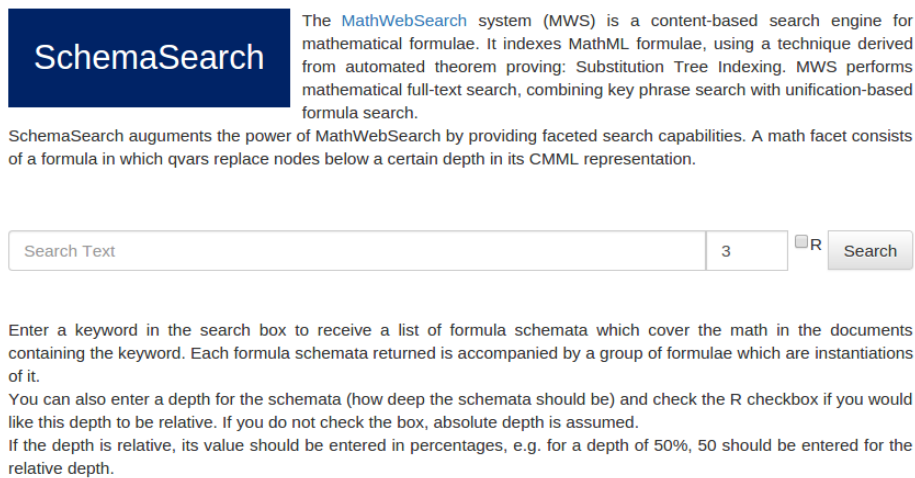 SchemaSearch
The MathWebSearch system (MWS) is a content-based search engine for
mathematical formulae. It indexes MathML formulae, using a technique derived
from automated theorem proving: Substitution Tree Indexing. MWS performs
mathematical full-text search, combining key phrase search with unification-based
formula search.
SchemaSearch auguments the power of MathWebSearch by providing faceted search capabilities. A math facet consists
of a formula in which qvars replace nodes below a certain depth in its CMML representation.
Search Text 3 R Search
Enter a keyword in the search box to receive a list of formula schemata which cover the math in the documents
containing the keyword. Each formula schemata returned is accompanied by a group of formulae which are instantiations
of it.
You can also enter a depth for the schemata (how deep the schemata should be) and check the R checkbox if you would
like this depth to be relative. If you do not check the box, absolute depth is assumed.
If the depth is relative, its value should be entered in percentages, e.g. for a depth of 50%, 50 should be entered for the
relative depth.